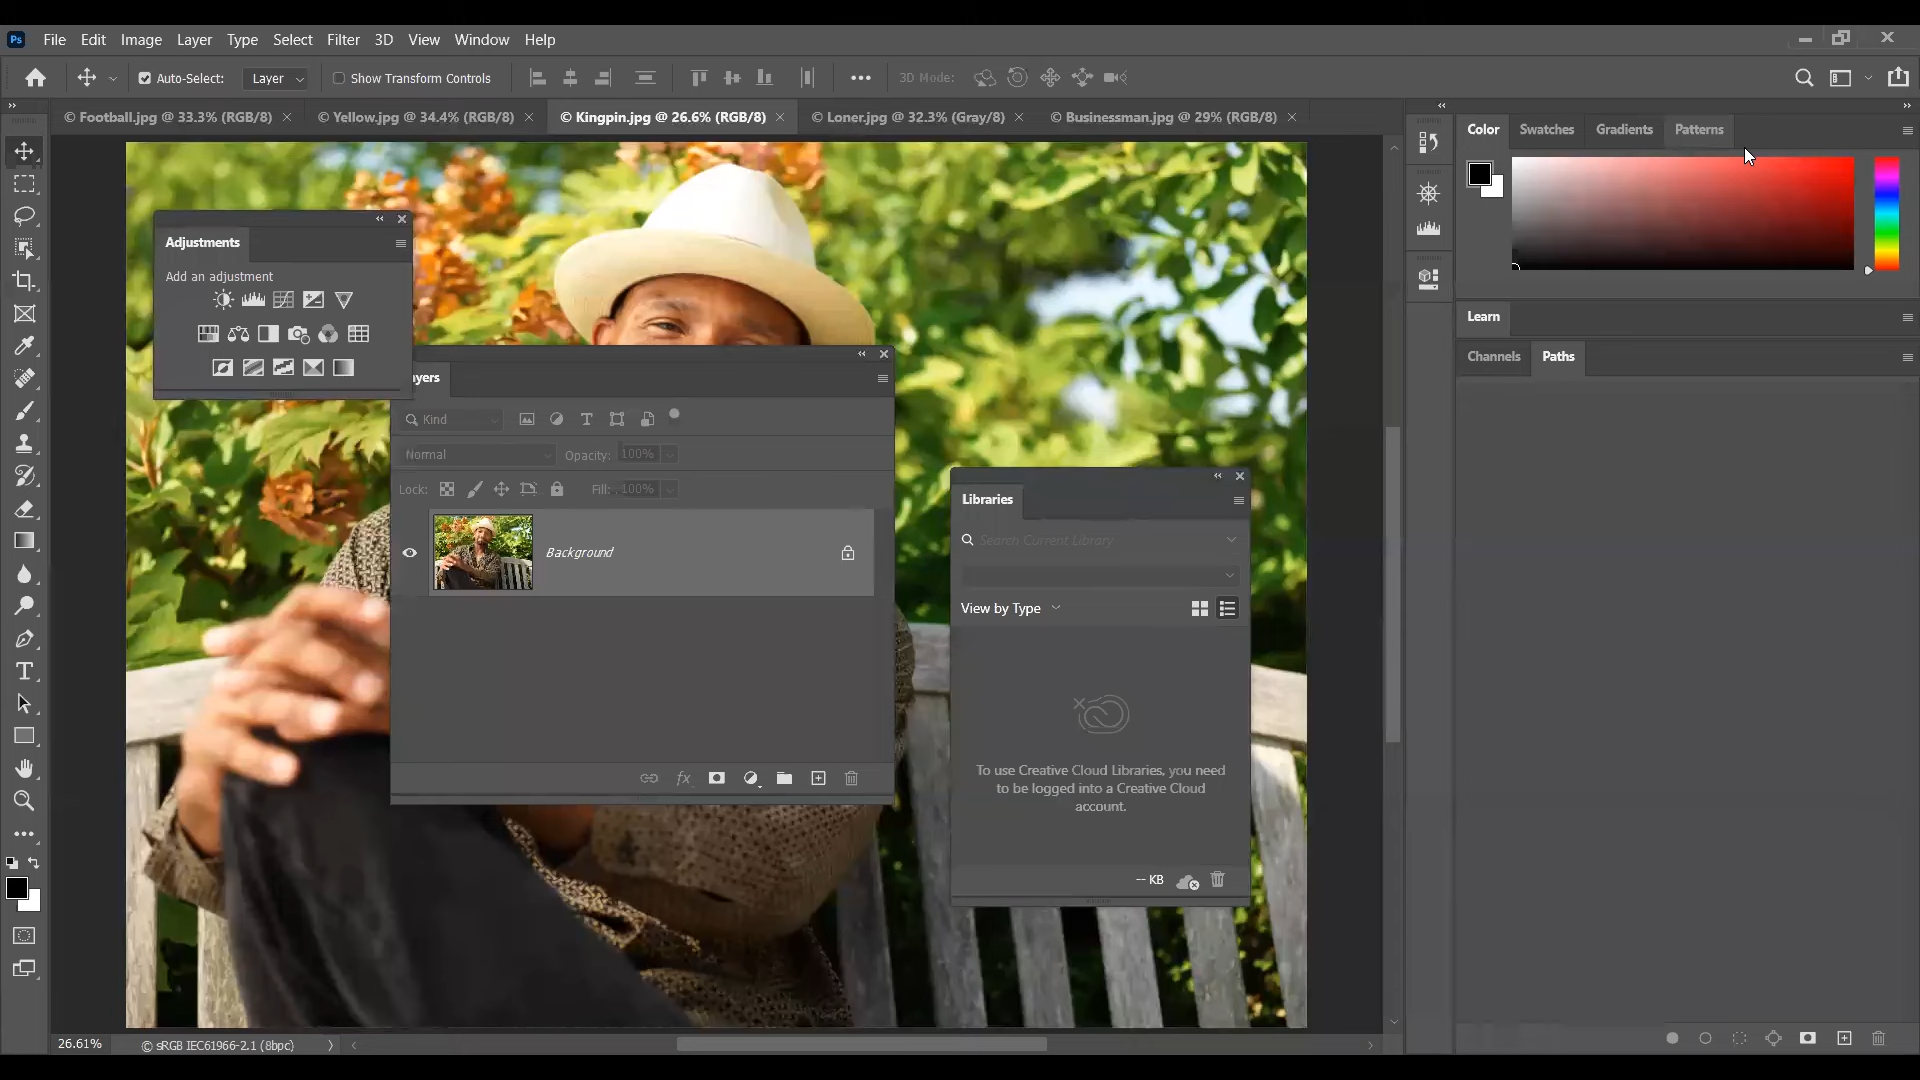 Ps File Edit Image Layer Type Select Filter 3D View Window Help
Auto-Select: Layer Show Transform Controls 3D Mode:
© Football.jpg @ 33.3% (RGB/8) © Yellow.jpg @ 34.4% (RGB/8) © Kingpin.jpg @ 26.6% (RGB/8) © Loner.jpg @ 32.3% (Gray/8) © Businessman.jpg @ 29% (RGB/8)
Color Swatches Gradients Patterns
Adjustments
Add an adjustment
Learn
Channels Paths
yers
Kind
Normal Opacity: 100%
Lock: Fill: 100%
Background
Libraries
Search Current Library
View by Type
To use Creative Cloud Libraries, you need
to be logged into a Creative Cloud
account.
-- KB
26.61% © sRGB IEC61966-2.1 (8bpc)